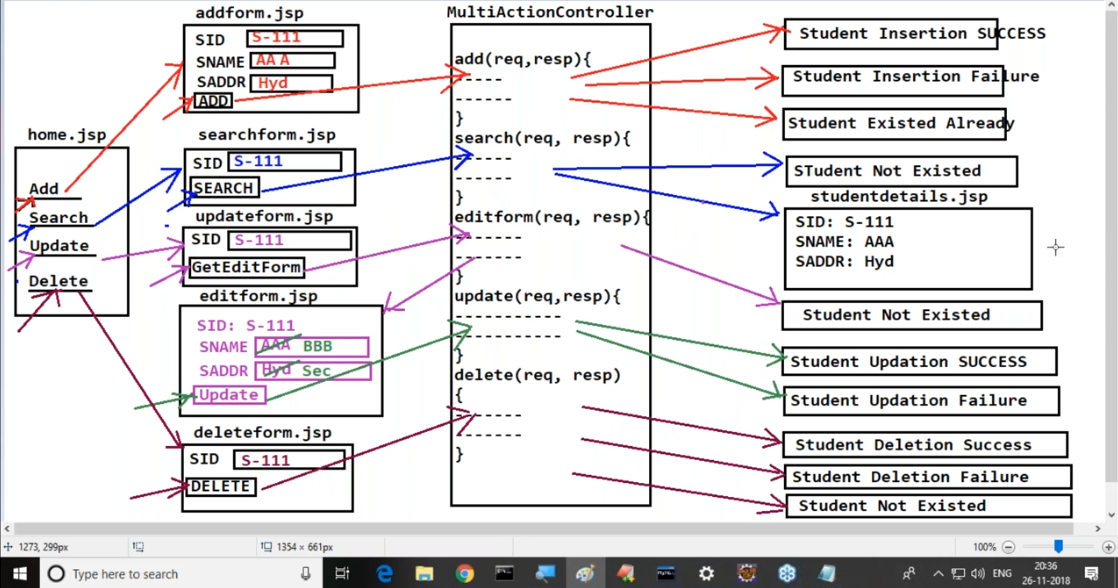 addform.jsp
SID S-111
SNAME AA A
SADDR Hyd
ADD
home.jsp
Add
Search
Update
Delete
searchform.jsp
SID S-111
SEARCH
updateform.jsp
SID S-111
GetEditForm
editform.jsp
SID: S-111
SNAME AAA BBB
SADDR Hyd Sec
Update
deleteform.jsp
SID S-111
DELETE
MultiActionController
add(req,resp){
-----
------
}
search(req, resp){
------
------
}
editform(req, resp){
-------
-------
}
update(req,resp){
------------
------------
}
delete(req, resp)
{
-------
-------
}
Student Insertion SUCCESS
Student Insertion Failure
Student Existed Already
STudent Not Existed
studentdetails.jsp
SID: S-111
SNAME: AAA
SADDR: Hyd
Student Not Existed
Student Updation SUCCESS
Student Updation Failure
Student Deletion Success
Student Deletion Failure
Student Not Existed
1273, 299px
1354 × 661px
100%
Type here to search
ENG
20:36
26-11-2018